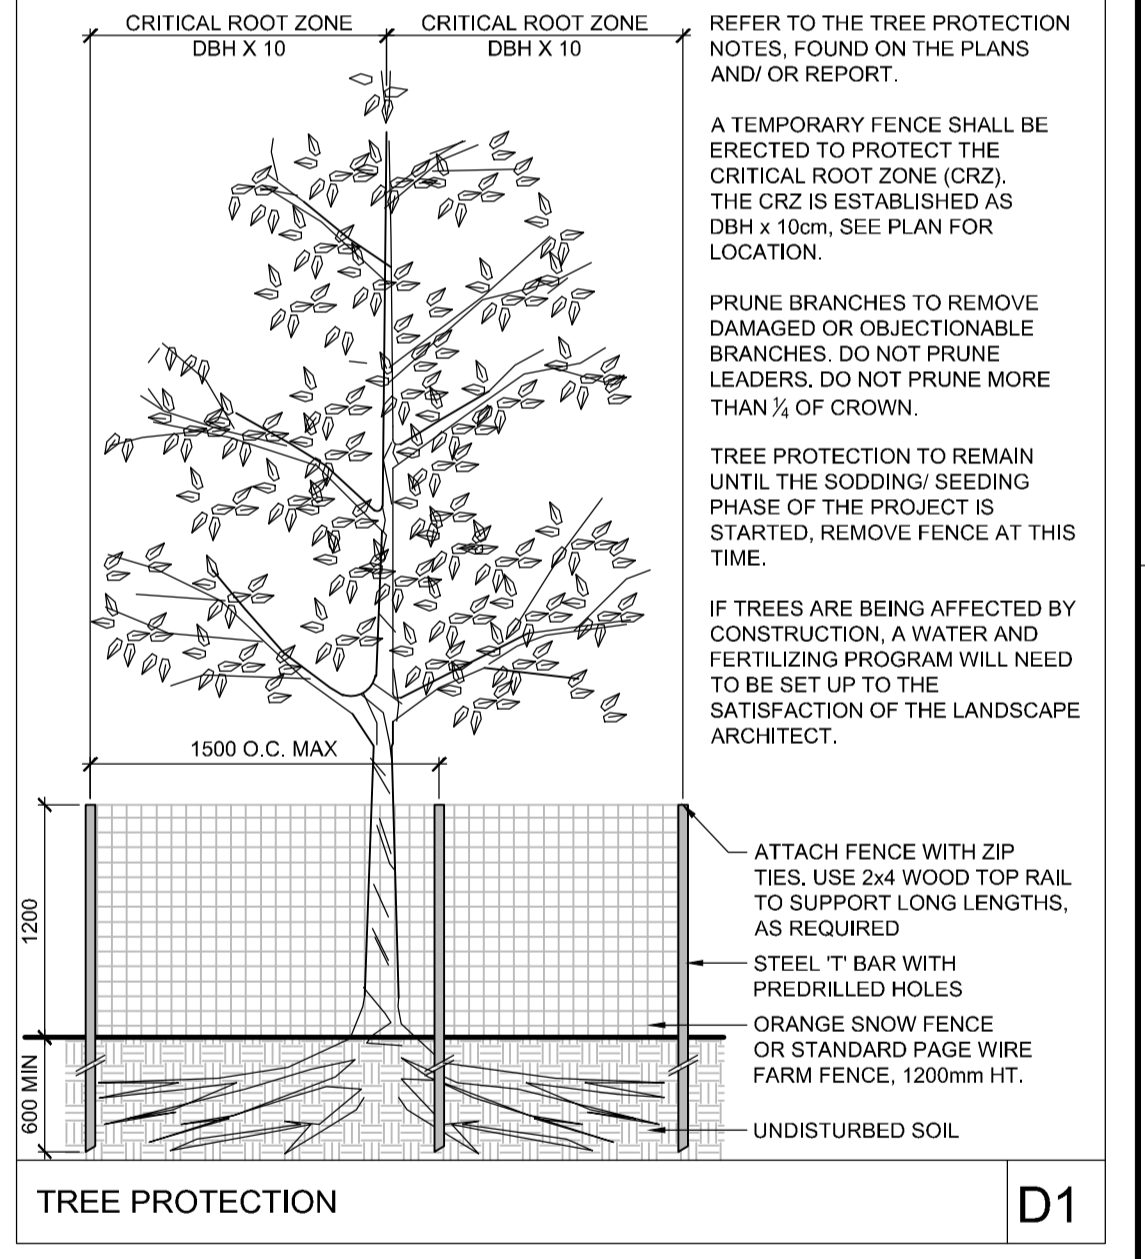 CRITICAL ROOT ZONE
DBH X 10
CRITICAL ROOT ZONE
DBH X 10
REFER TO THE TREE PROTECTION
NOTES, FOUND ON THE PLANS
AND/ OR REPORT.
A TEMPORARY FENCE SHALL BE
ERECTED TO PROTECT THE
CRITICAL ROOT ZONE (CRZ).
THE CRZ IS ESTABLISHED AS
DBH x 10cm, SEE PLAN FOR
LOCATION.
PRUNE BRANCHES TO REMOVE
DAMAGED OR OBJECTIONABLE
BRANCHES. DO NOT PRUNE
LEADERS. DO NOT PRUNE MORE
THAN ¼ OF CROWN.
TREE PROTECTION TO REMAIN
UNTIL THE SODDING/ SEEDING
PHASE OF THE PROJECT IS
STARTED, REMOVE FENCE AT THIS
TIME.
IF TREES ARE BEING AFFECTED BY
CONSTRUCTION, A WATER AND
FERTILIZING PROGRAM WILL NEED
TO BE SET UP TO THE
SATISFACTION OF THE LANDSCAPE
ARCHITECT.
1500 O.C. MAX
1200
600 MIN
ATTACH FENCE WITH ZIP
TIES. USE 2x4 WOOD TOP RAIL
TO SUPPORT LONG LENGTHS,
AS REQUIRED
STEEL 'T' BAR WITH
PREDRILLED HOLES
ORANGE SNOW FENCE
OR STANDARD PAGE WIRE
FARM FENCE, 1200mm HT.
UNDISTURBED SOIL
TREE PROTECTION
D1